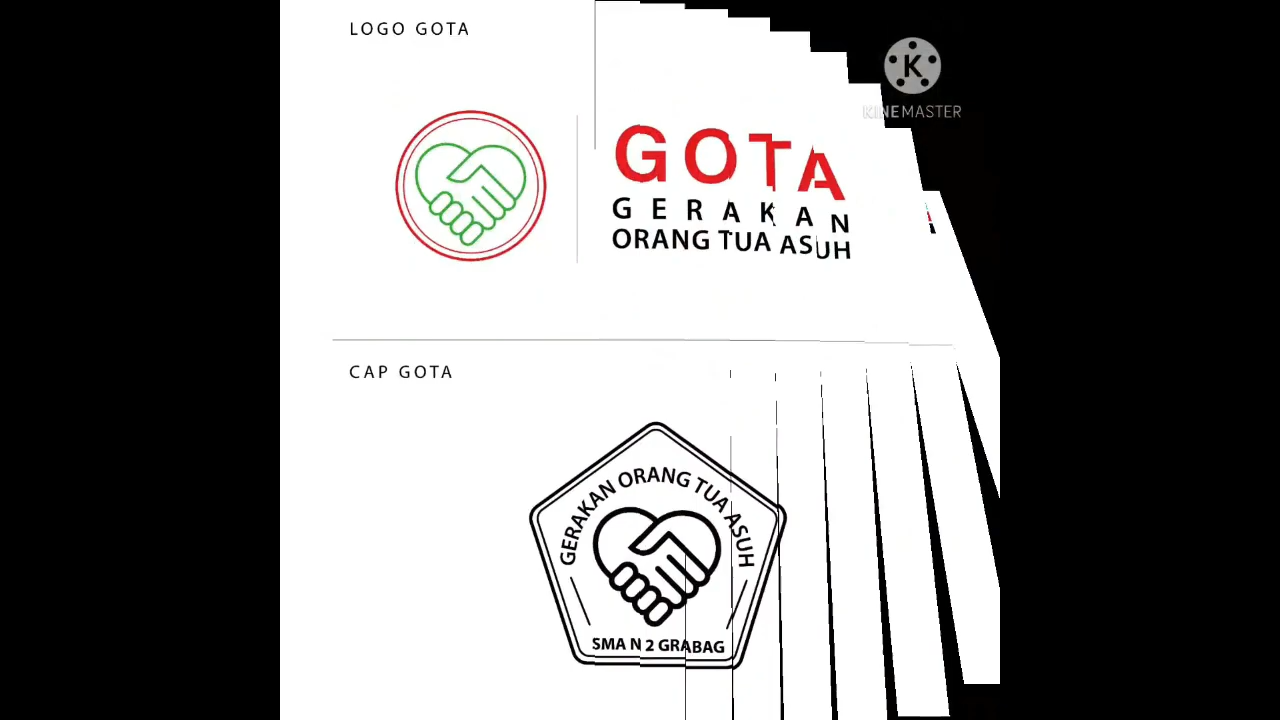 LOGO GOTA
K
KINEMASTER
GOTA
GERAKAN
ORANG TUA ASUH
CAP GOTA
GERAKAN ORANG TUA ASUH
SMA N 2 GRABAG